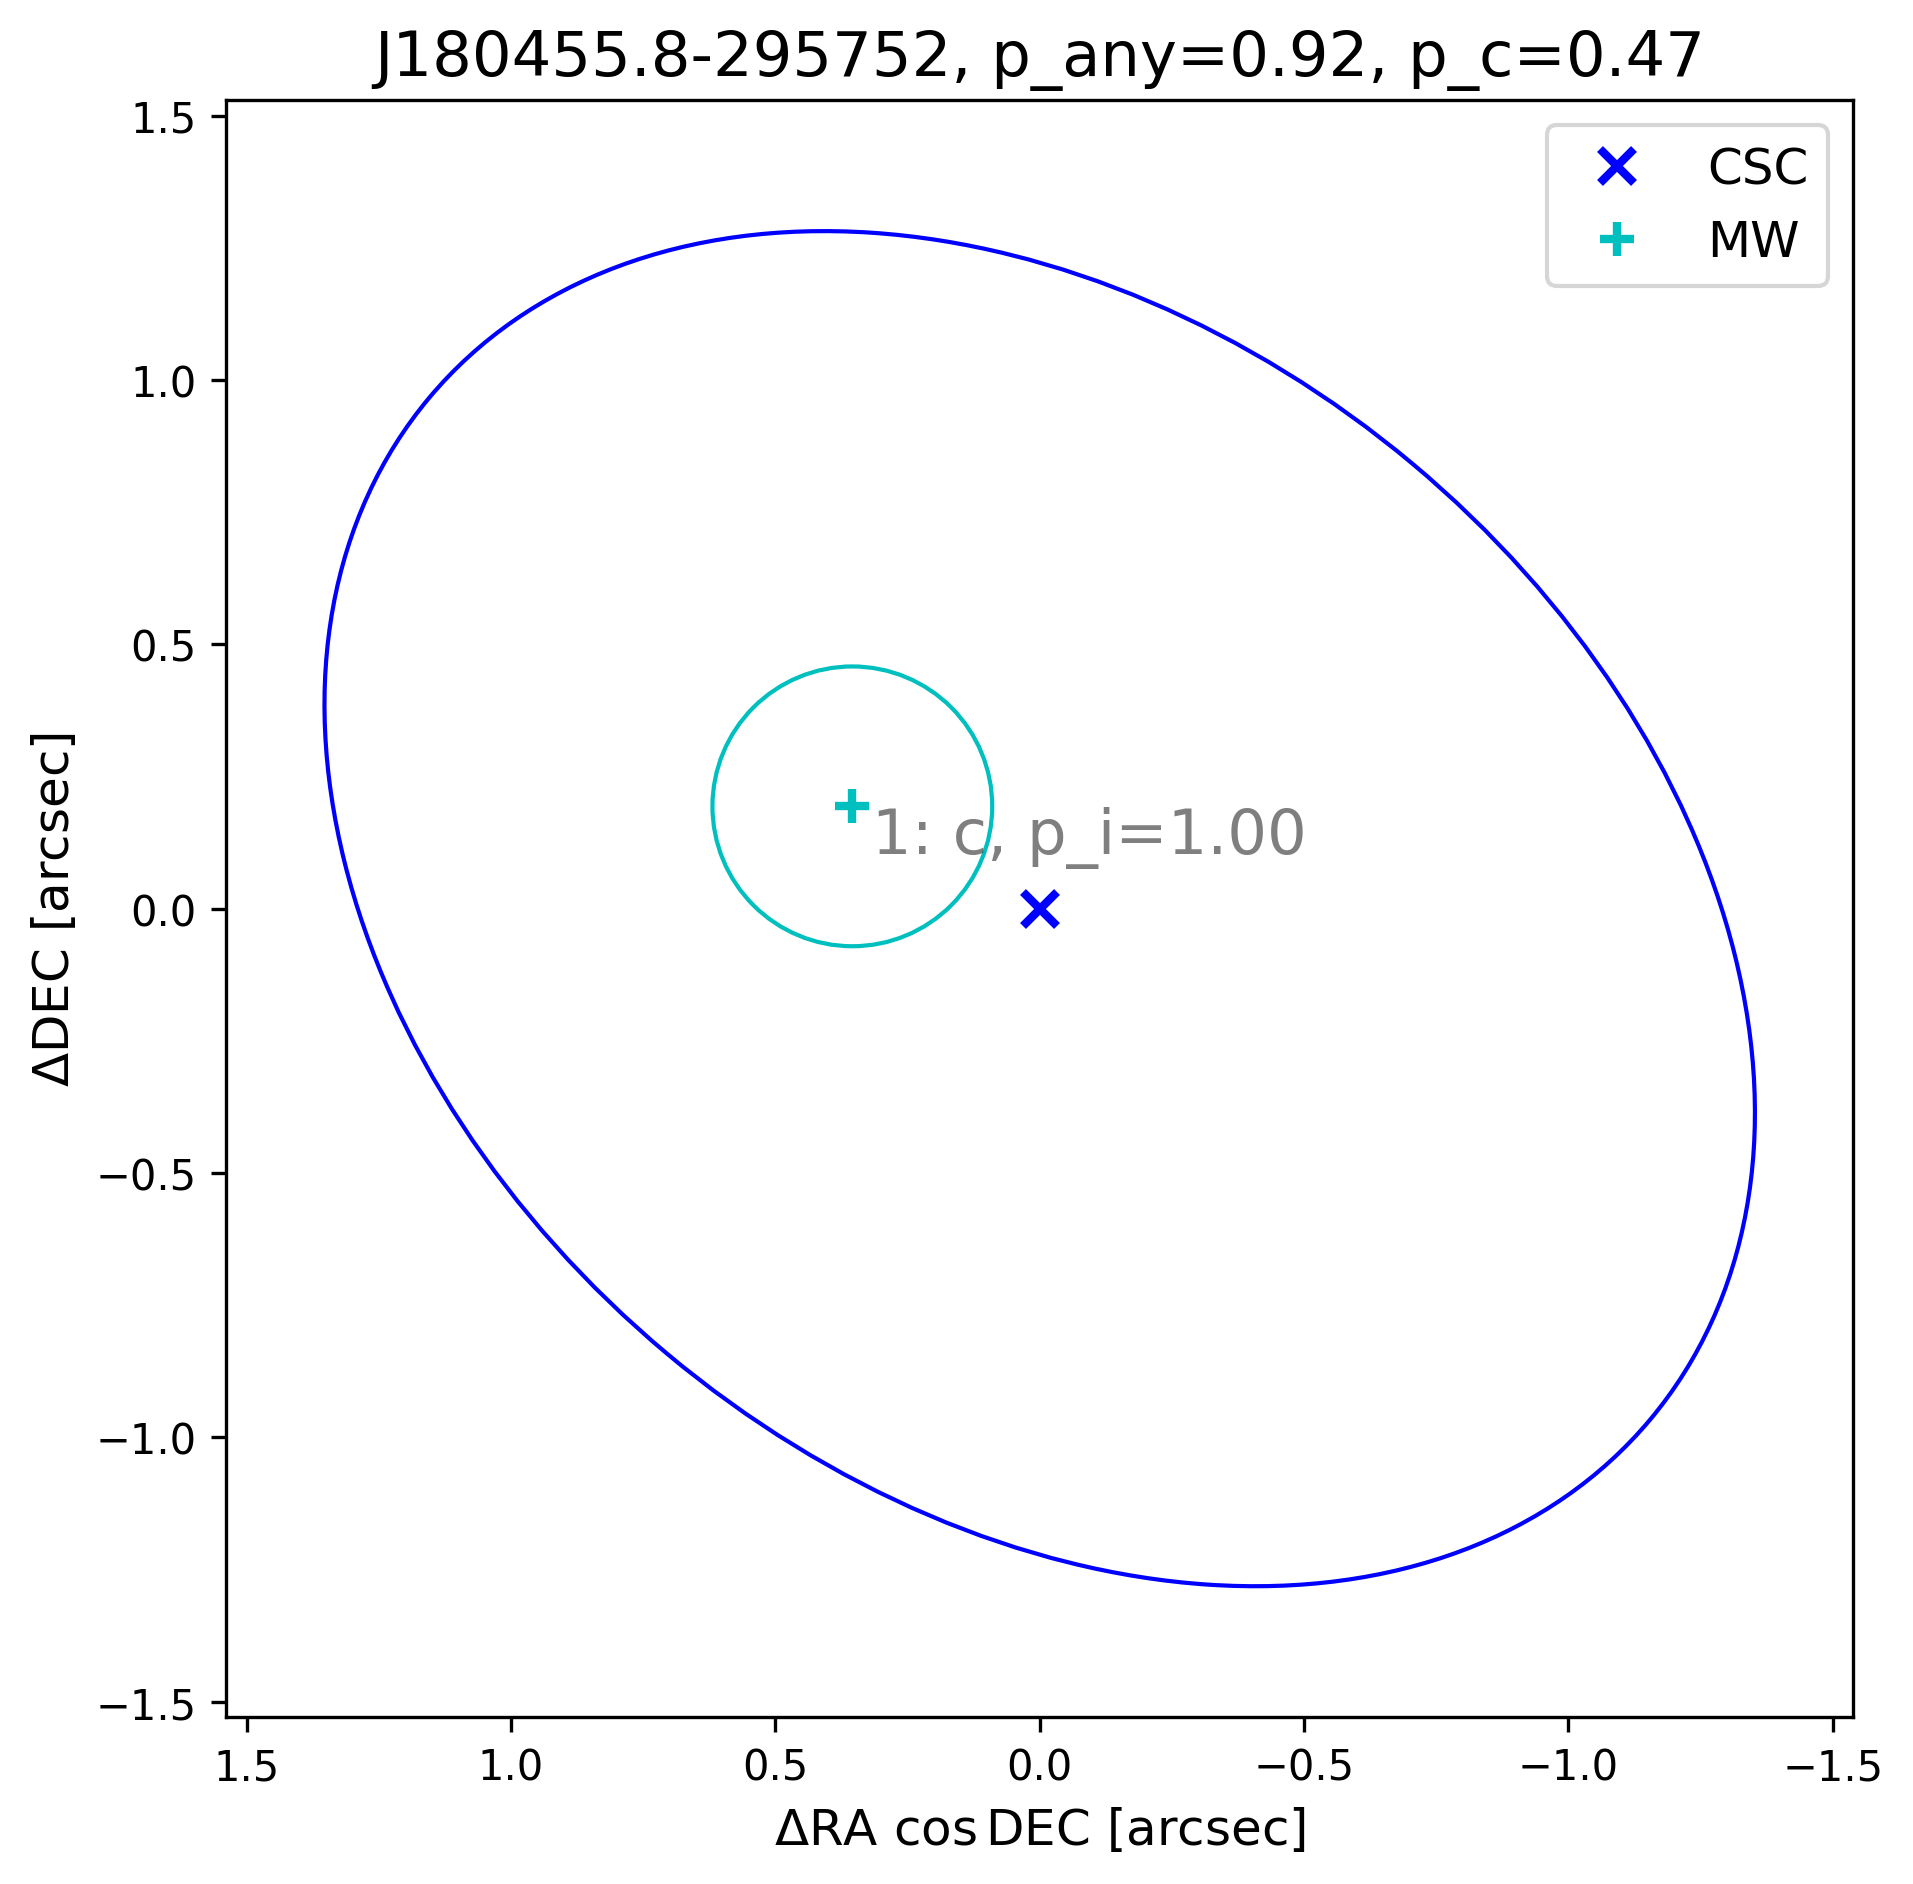 J180455.8-295752, p_any=0.92, p_c=0.47
CSC
MW
1.5
1.0
0.5
0.0
−0.5
−1.0
−1.5
ΔDEC [arcsec]
1: c, p_i=1.00
1.5 1.0 0.5 0.0 −0.5 −1.0 −1.5
ΔRA cos DEC [arcsec]